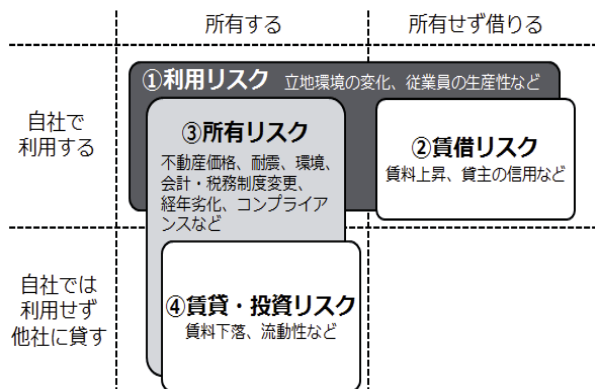 所有する
所有せず借りる
自社で
利用する
①利用リスク 立地環境の変化、従業員の生産性など
③所有リスク
不動産価格、耐震、環境、
会計・税務制度変更、
経年劣化、コンプライア
ンスなど
②賃借リスク
賃料上昇、貸主の信用など
自社では
利用せず
他社に貸す
④賃貸・投資リスク
賃料下落、流動性など